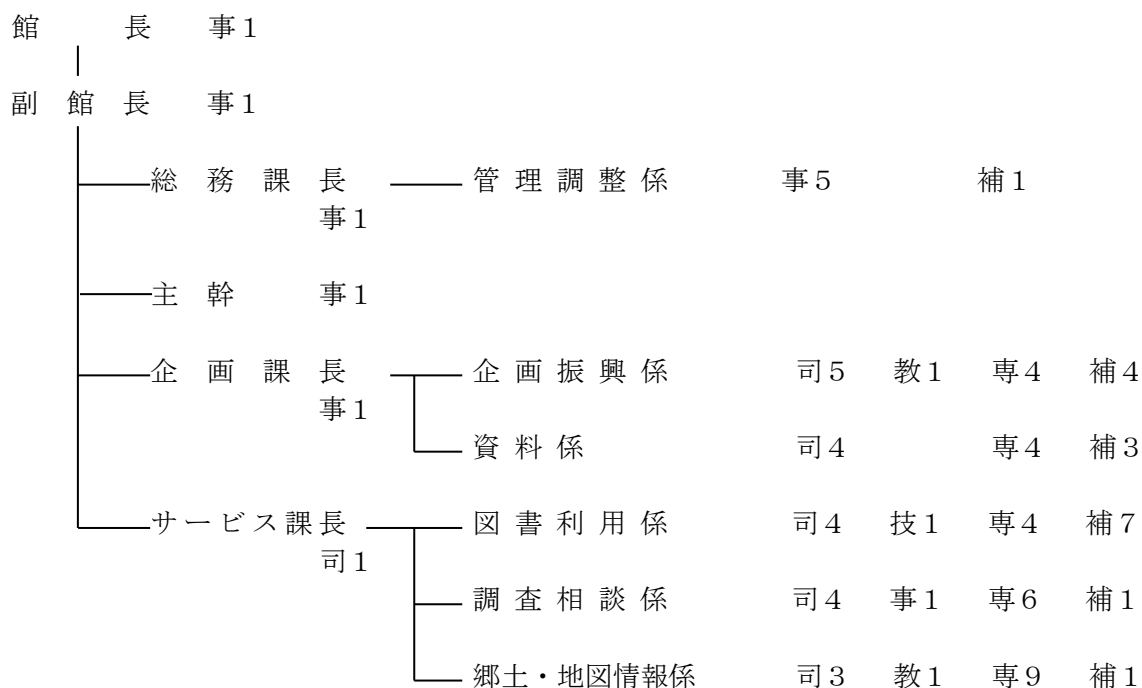 館　　長　事１
副　館　長　事１
総　務　課　長　管 理 調 整 係　事５　補１
事１
主　幹　事１
企　画　課　長　企 画 振 興 係　司５　教１　専４　補４
事１
資 料 係　司４　専４　補３
サービス課長　図 書 利 用 係　司４　技１　専４　補７
司１
調 査 相 談 係　司４　事１　専６　補１
郷土・地図情報係　司３　教１　専９　補１